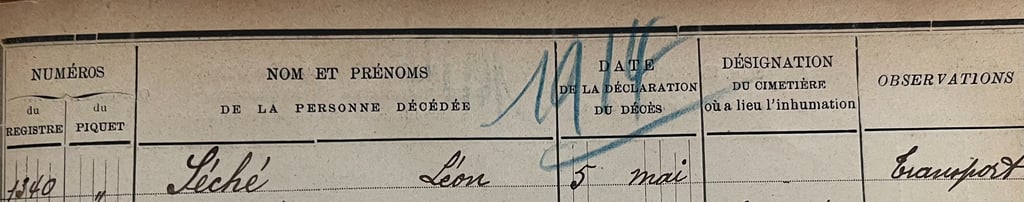 1914
NUMÉROS
du REGISTRE
du PIQUET
NOM ET PRÉNOMS
DE LA PERSONNE DÉCÉDÉE
DATE
DE LA DÉCLARATION
DU DÉCÈS
DÉSIGNATION
DU CIMETIÈRE
où a lieu l'inhumation
OBSERVATIONS
1340 " Séché Léon 5 mai Transport